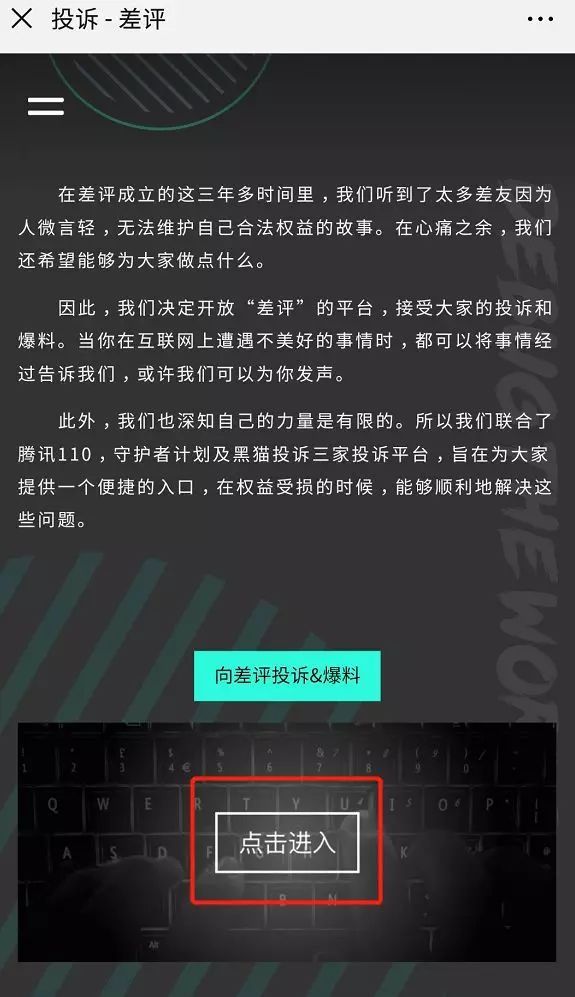 投诉 - 差评
在差评成立的这三年多时间里，我们听到了太多差友因为
人微言轻，无法维护自己合法权益的故事。在心痛之余，我们
还希望能够为大家做点什么。
因此，我们决定开放“差评”的平台，接受大家的投诉和
爆料。当你在互联网上遭遇不美好的事情时，都可以将事情经
过告诉我们，或许我们可以为你发声。
此外，我们也深知自己的力量是有限的。所以我们联合了
腾讯110，守护者计划及黑猫投诉三家投诉平台，旨在为大家
提供一个便捷的入口，在权益受损的时候，能够顺利地解决这
些问题。
向差评投诉&爆料
点击进入